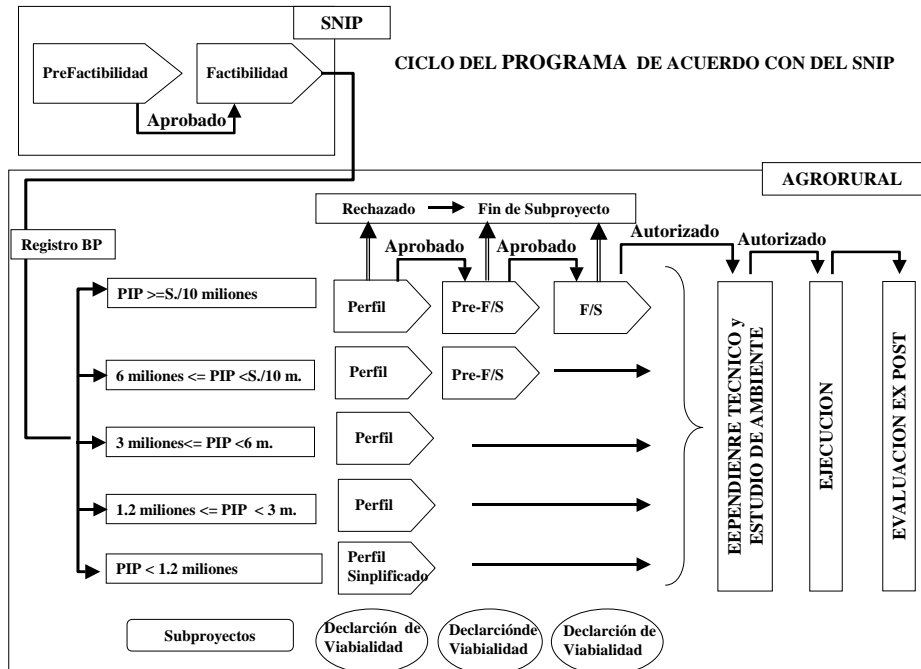 SNIP
PreFactibilidad
Factibilidad
Aprobado
CICLO DEL PROGRAMA DE ACUERDO CON DEL SNIP
AGRORURAL
Rechazado
Fin de Subproyecto
Registro BP
Aprobado
Aprobado
Autorizado
Autorizado
PIP >=S./10 miliones
Perfil
Pre-F/S
F/S
6 miliones <= PIP <S./10 m.
Perfil
Pre-F/S
3 miliones<= PIP <6 m.
Perfil
1.2 miliones <= PIP < 3 m.
Perfil
PIP < 1.2 miliones
Perfil
Sinplificado
EEPENDIENRE TECNICO y
ESTUDIO DE AMBIENTE
EJECUCION
EVALUACION EX POST
Subproyectos
Declarción de
Viabialidad
Declarciónde
Viabialidad
Declarción de
Viabialidad